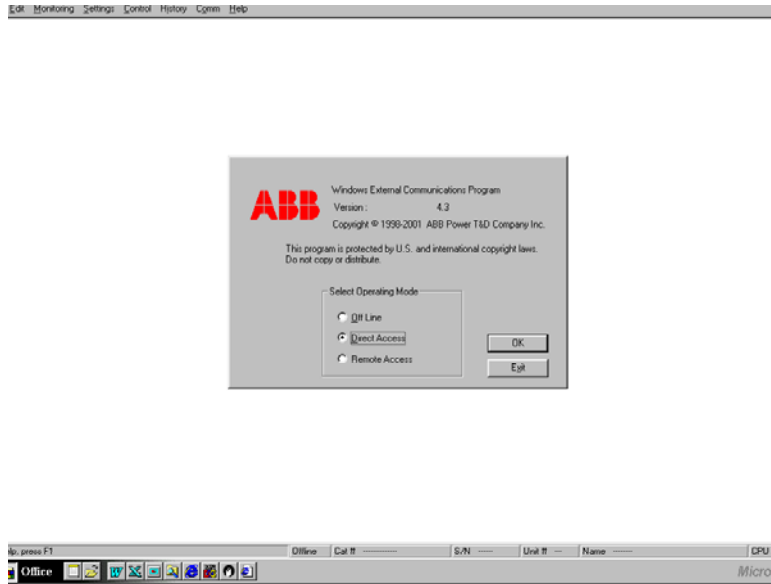 Edit Monitoring Settings Control History Comm Help
ABB
Windows External Communications Program
Version : 4.3
Copyright © 1998-2001 ABB Power T&D Company Inc.
This program is protected by U.S. and international copyright laws.
Do not copy or distribute.
Select Operating Mode
Off Line
Direct Access
Remote Access
OK
Exit
lp, press F1 Offline Cat # -------- S/N ---- Unit # -- Name -----  CPU
Office Micro